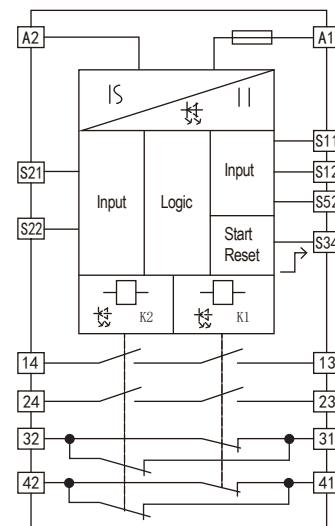 A2
A1
IS
II
S21
S22
Input
Logic
Input
Start
Reset
S11
S12
S52
S34
K2
K1
14
13
24
23
32
31
42
41